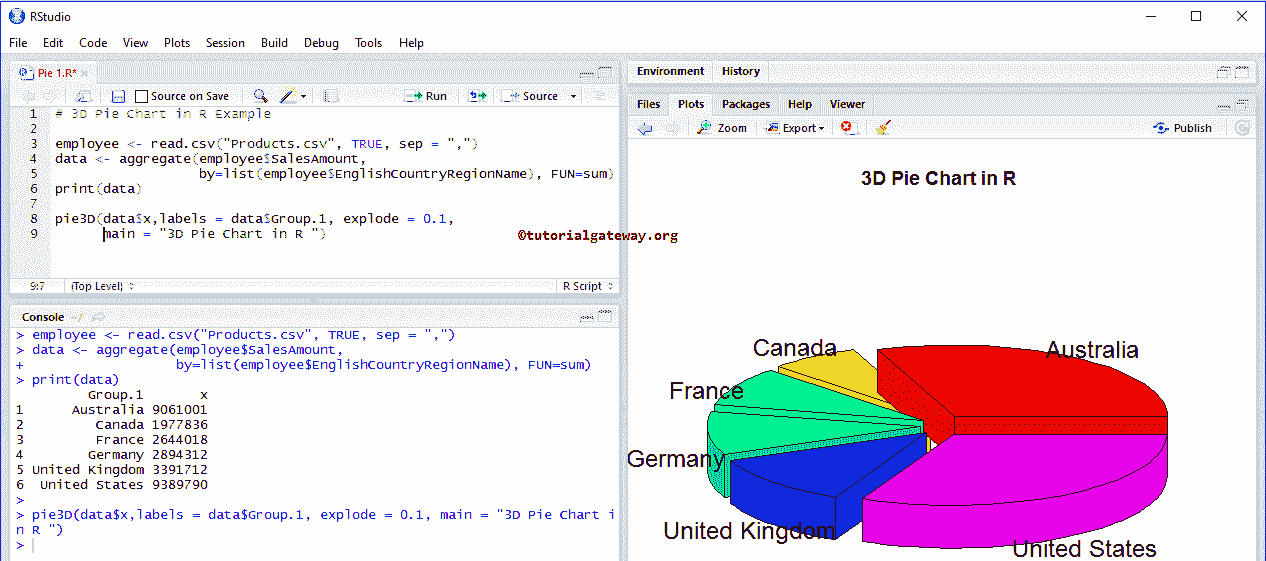 RStudio
File Edit Code View Plots Session Build Debug Tools Help
Pie 1.R*
Source on Save Run Source
1 # 3D Pie Chart in R Example
2
3 employee <- read.csv("Products.csv", TRUE, sep = ",")
4 data <- aggregate(employee$SalesAmount,
5 by=list(employee$EnglishCountryRegionName), FUN=sum)
6 print(data)
7
8 pie3D(data$x,labels = data$Group.1, explode = 0.1,
9 main = "3D Pie Chart in R ")
©tutorialgateway.org
9:7 (Top Level) R Script
Console ~/
> employee <- read.csv("Products.csv", TRUE, sep = ",")
> data <- aggregate(employee$SalesAmount,
+ by=list(employee$EnglishCountryRegionName), FUN=sum)
> print(data)
Group.1 x
1 Australia 9061001
2 Canada 1977836
3 France 2644018
4 Germany 2894312
5 United Kingdom 3391712
6 United States 9389790
>
> pie3D(data$x,labels = data$Group.1, explode = 0.1, main = "3D Pie Chart i
n R ")
>
Environment History
Files Plots Packages Help Viewer
Zoom Export Publish
3D Pie Chart in R
Canada
Australia
France
Germany
United Kingdom
United States